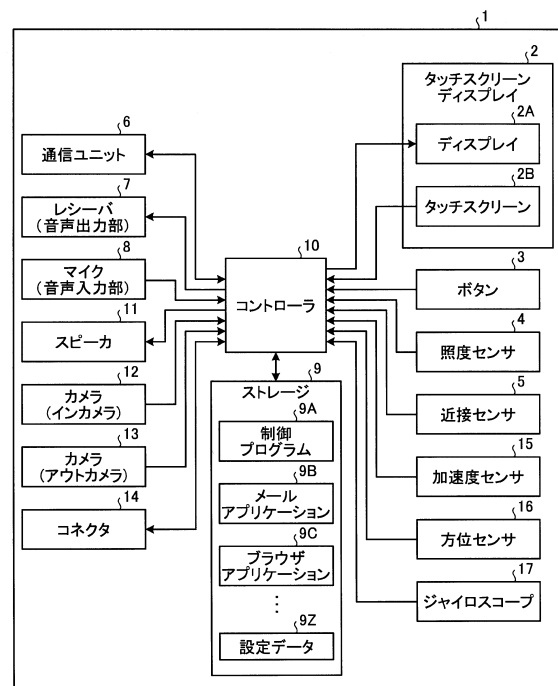 1
2
タッチスクリーン
ディスプレイ
2A
ディスプレイ
2B
タッチスクリーン
6
通信ユニット
7
レシーバ
(音声出力部)
8
マイク
(音声入力部)
11
スピーカ
12
カメラ
(インカメラ)
13
カメラ
(アウトカメラ)
14
コネクタ
10
コントローラ
9
ストレージ
9A
制御
プログラム
9B
メール
アプリケーション
9C
ブラウザ
アプリケーション
⋮
9Z
設定データ
3
ボタン
4
照度センサ
5
近接センサ
15
加速度センサ
16
方位センサ
17
ジャイロスコープ